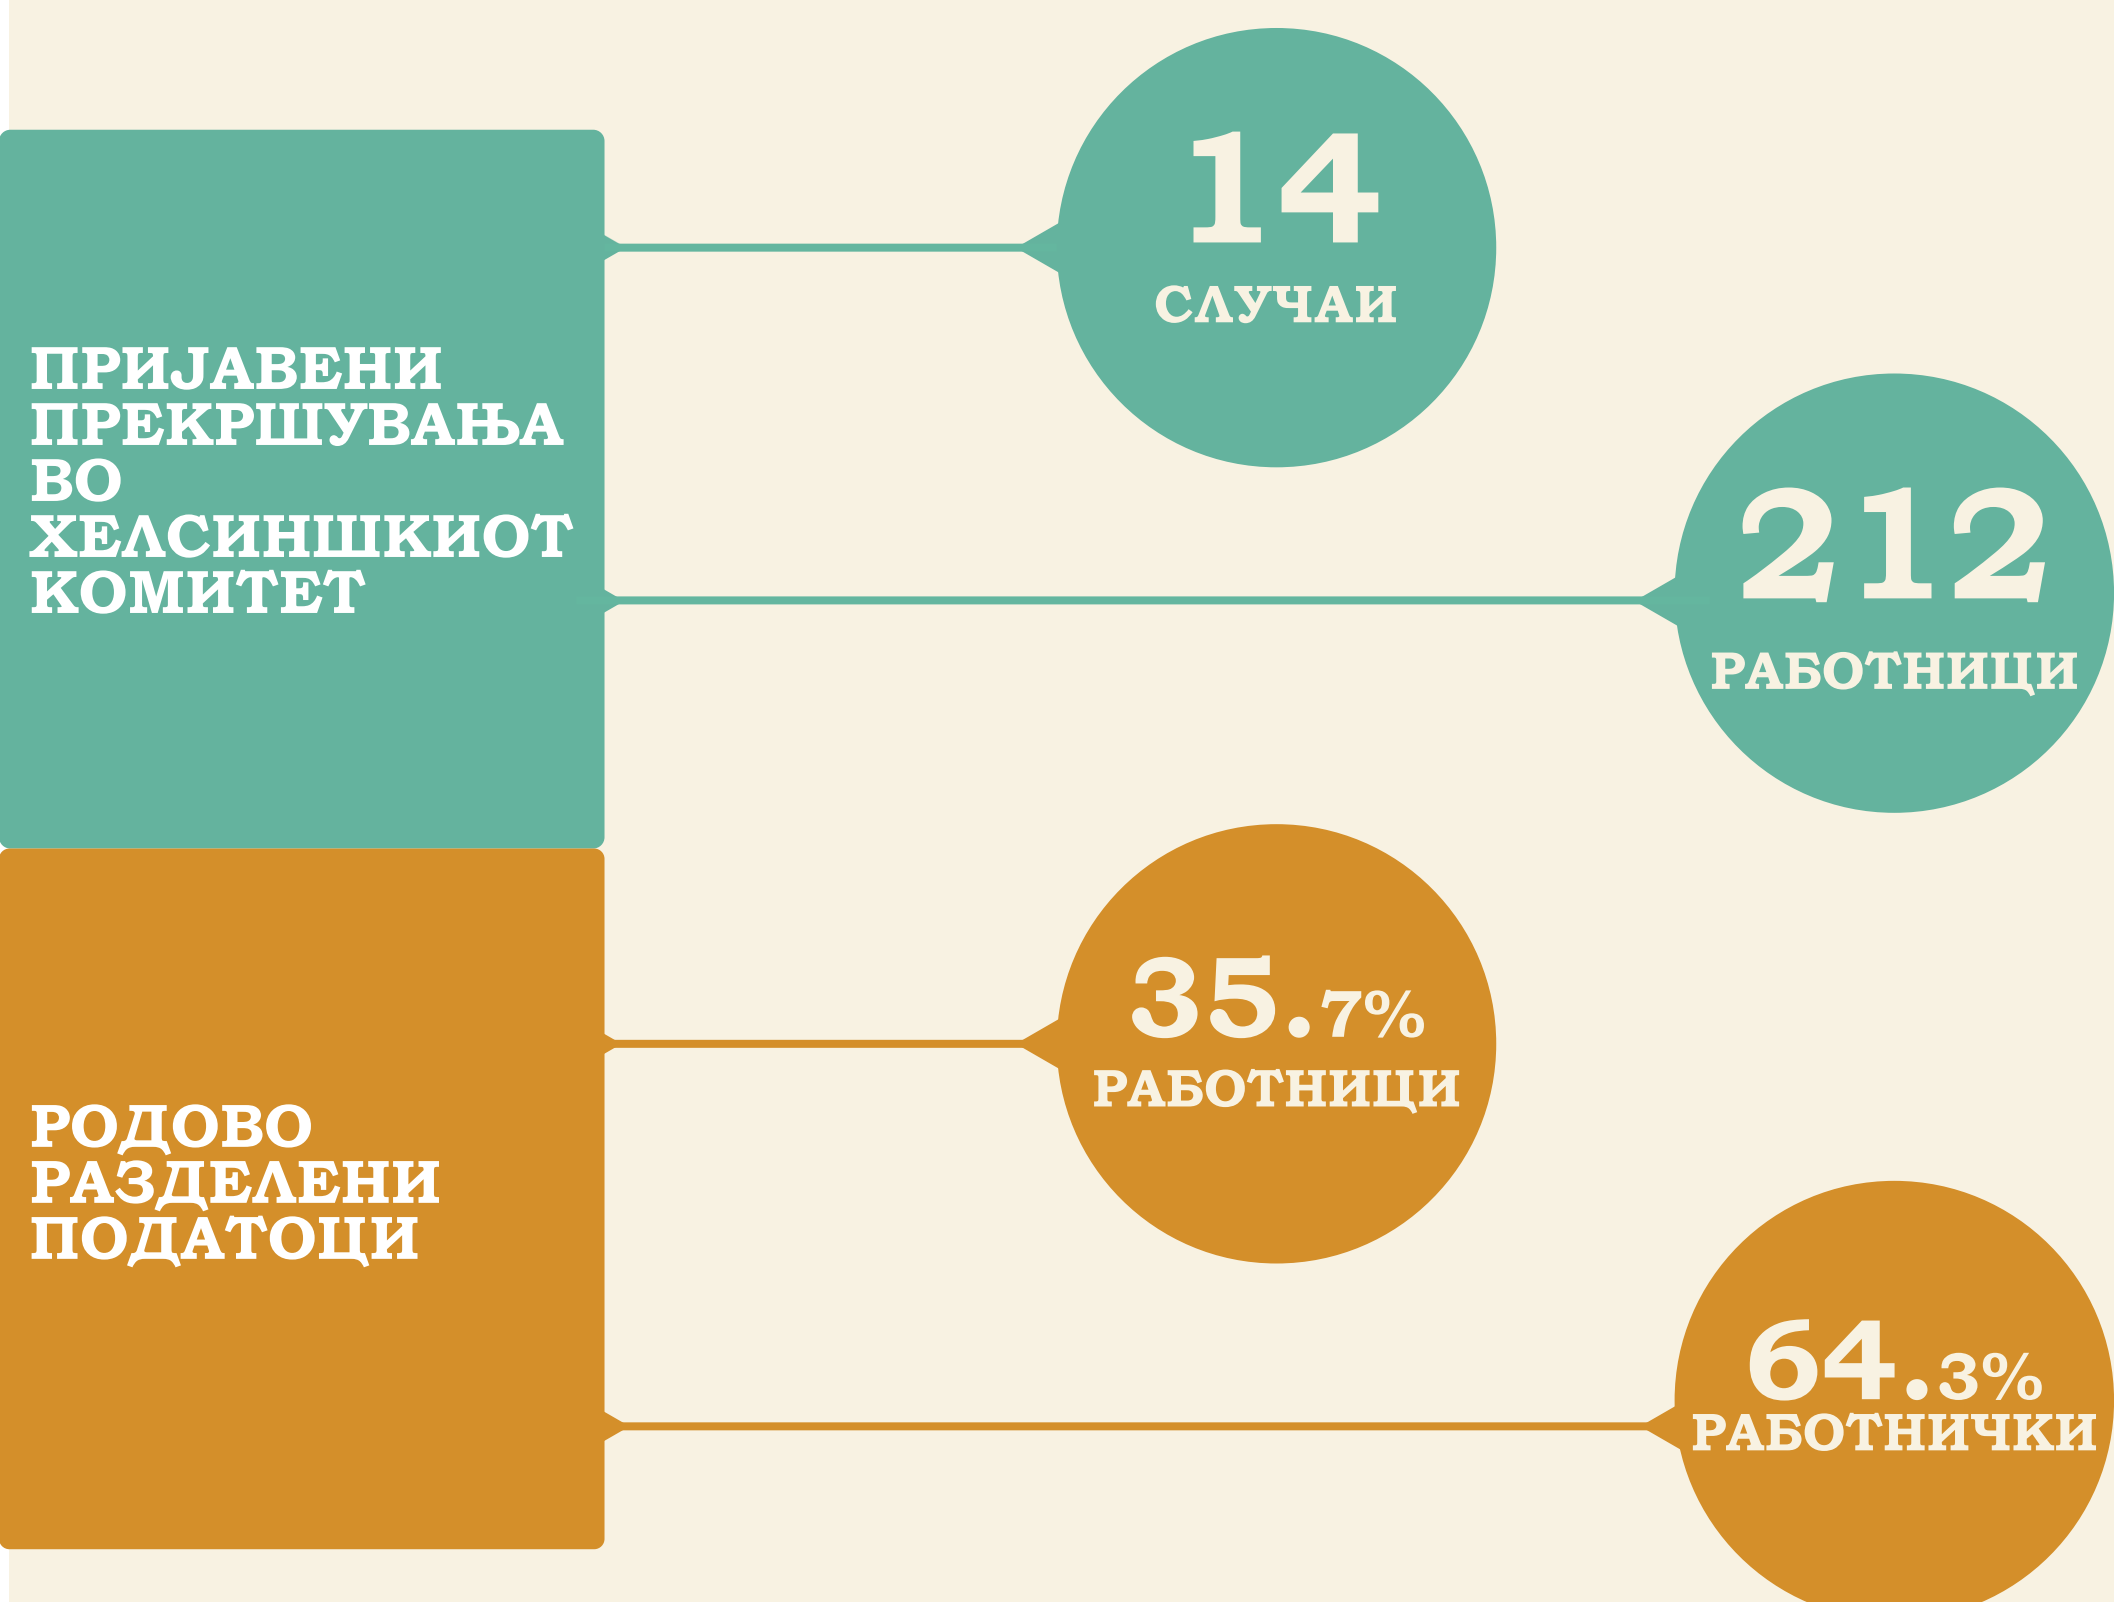 ПРИЈАВЕНИ
ПРЕКРШУВАЊА
ВО
ХЕЛСИНШКИОТ
КОМИТЕТ
14
СЛУЧАИ
212
РАБОТНИЦИ
РОДОВО
РАЗДЕЛЕНИ
ПОДАТОЦИ
35.7%
РАБОТНИЦИ
64.3%
РАБОТНИЧКИ